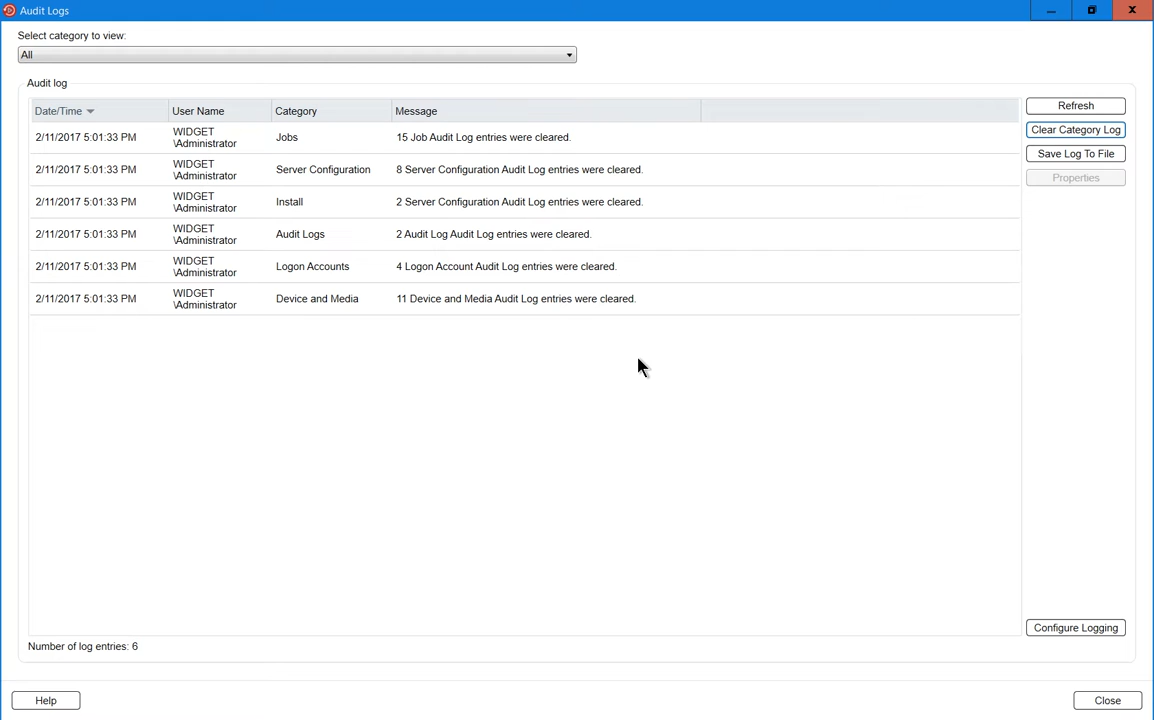 Audit Logs
Select category to view:
All
Audit log
Date/Time User Name Category Message
2/11/2017 5:01:33 PM WIDGET\Administrator Jobs 15 Job Audit Log entries were cleared.
2/11/2017 5:01:33 PM WIDGET\Administrator Server Configuration 8 Server Configuration Audit Log entries were cleared.
2/11/2017 5:01:33 PM WIDGET\Administrator Install 2 Server Configuration Audit Log entries were cleared.
2/11/2017 5:01:33 PM WIDGET\Administrator Audit Logs 2 Audit Log Audit Log entries were cleared.
2/11/2017 5:01:33 PM WIDGET\Administrator Logon Accounts 4 Logon Account Audit Log entries were cleared.
2/11/2017 5:01:33 PM WIDGET\Administrator Device and Media 11 Device and Media Audit Log entries were cleared.
Refresh
Clear Category Log
Save Log To File
Properties
Configure Logging
Number of log entries: 6
Help
Close